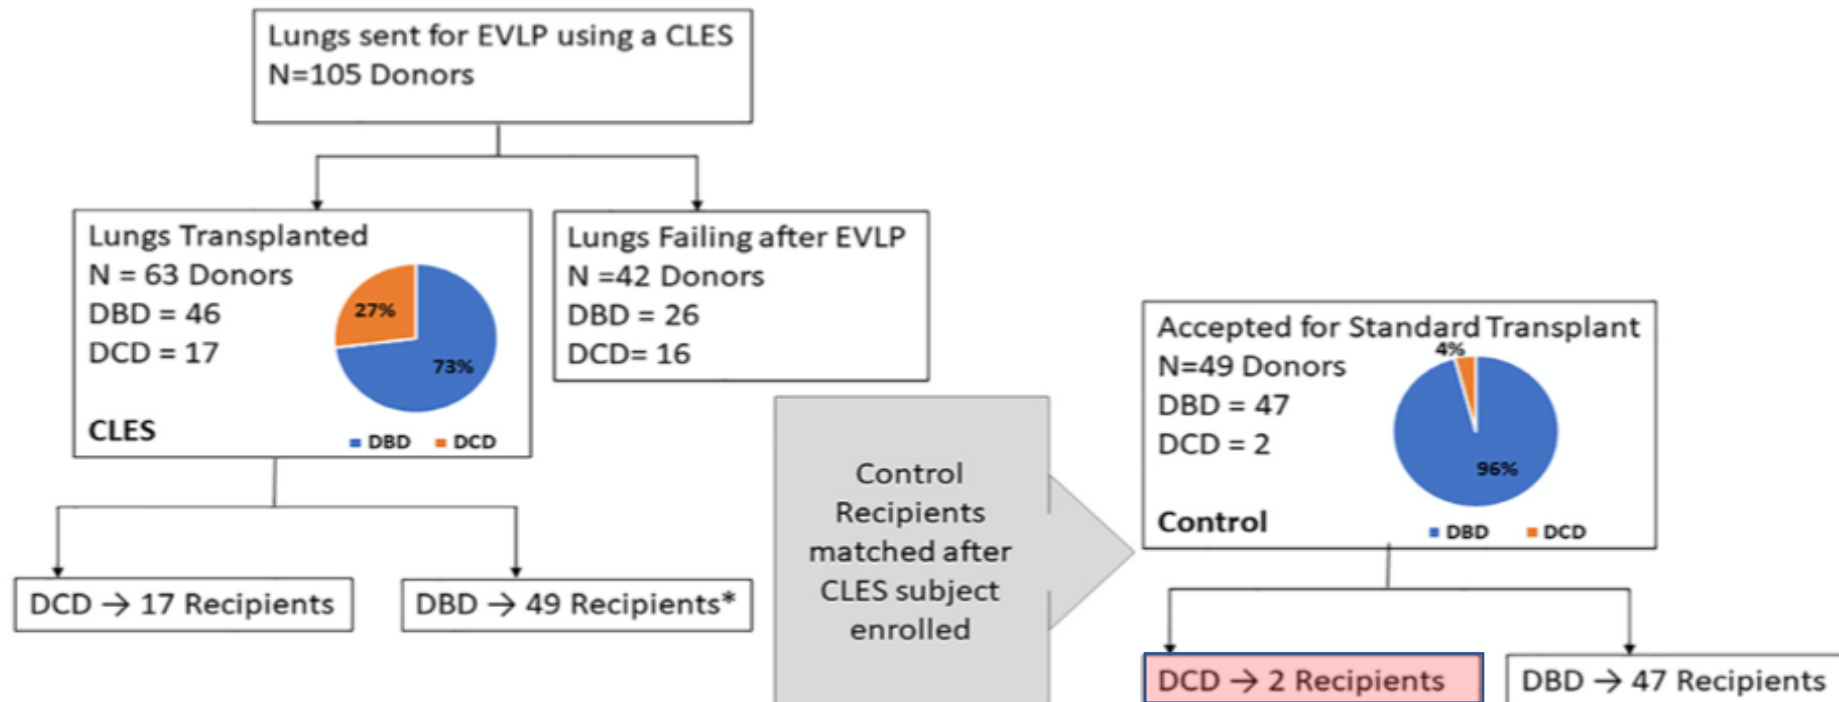 Lungs sent for EVLP using a CLES
N=105 Donors
Lungs Transplanted
N = 63 Donors
DBD = 46
DCD = 17
CLES
27%
73%
DBD
DCD
Lungs Failing after EVLP
N =42 Donors
DBD = 26
DCD= 16
DCD → 17 Recipients
DBD → 49 Recipients*
Control
Recipients
matched after
CLES subject
enrolled
Accepted for Standard Transplant
N=49 Donors
DBD = 47
DCD = 2
Control
4%
96%
DBD
DCD
DCD → 2 Recipients
DBD → 47 Recipients